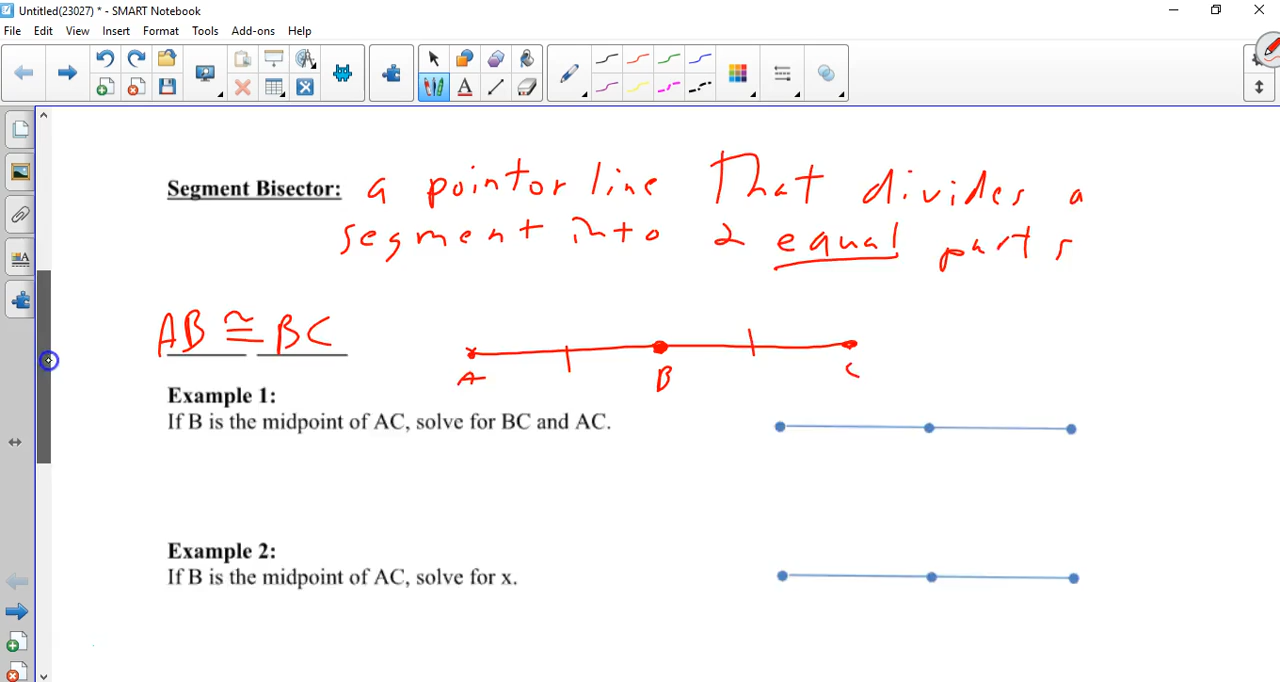 Untitled(23027) * - SMART Notebook
File Edit View Insert Format Tools Add-ons Help
Segment Bisector: a point or line that divides a
segment into 2 equal parts
AB ≅ BC
A B C
Example 1:
If B is the midpoint of AC, solve for BC and AC.
Example 2:
If B is the midpoint of AC, solve for x.